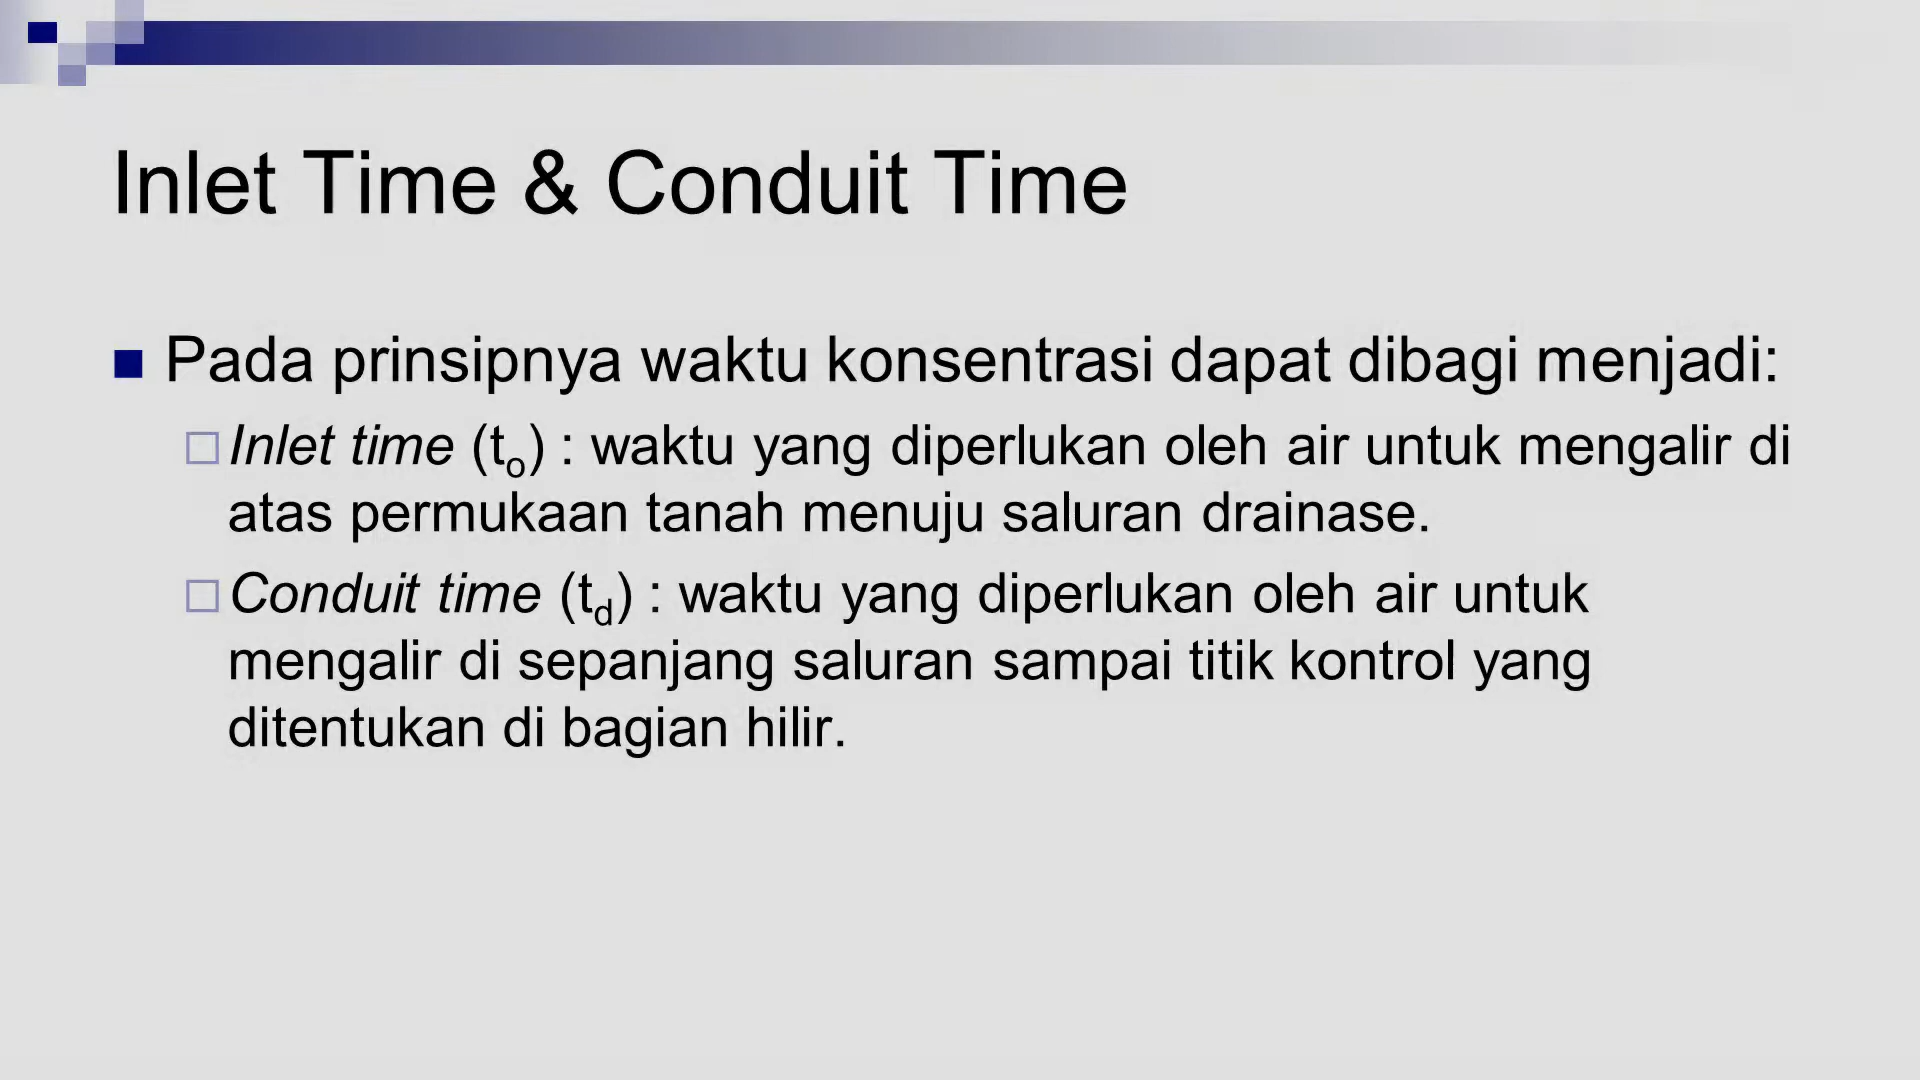 Inlet Time & Conduit Time
Pada prinsipnya waktu konsentrasi dapat dibagi menjadi:
Inlet time (to) : waktu yang diperlukan oleh air untuk mengalir di
atas permukaan tanah menuju saluran drainase.
Conduit time (td) : waktu yang diperlukan oleh air untuk
mengalir di sepanjang saluran sampai titik kontrol yang
ditentukan di bagian hilir.